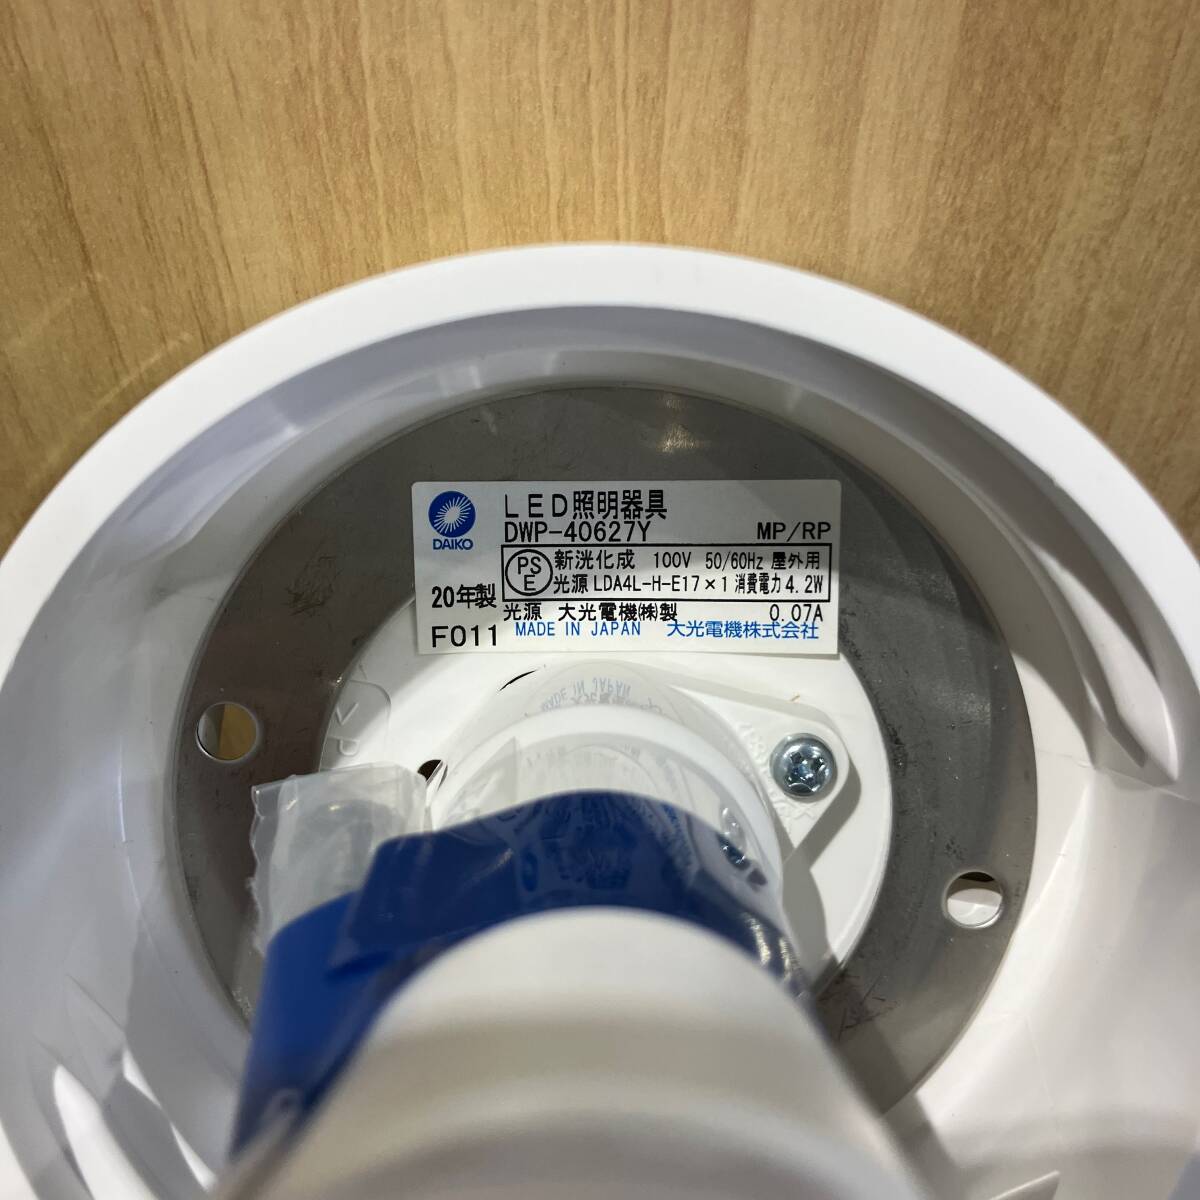 LED照明器具
DWP-40627Y MP/RP
DAIKO
PSE 新洸化成 100V 50/60Hz 屋外用
光源 LDA4L-H-E17×1 消費電力 4.2W
20年製 光源 大光電機㈱製 0.07A
F011 MADE IN JAPAN 大光電機株式会社